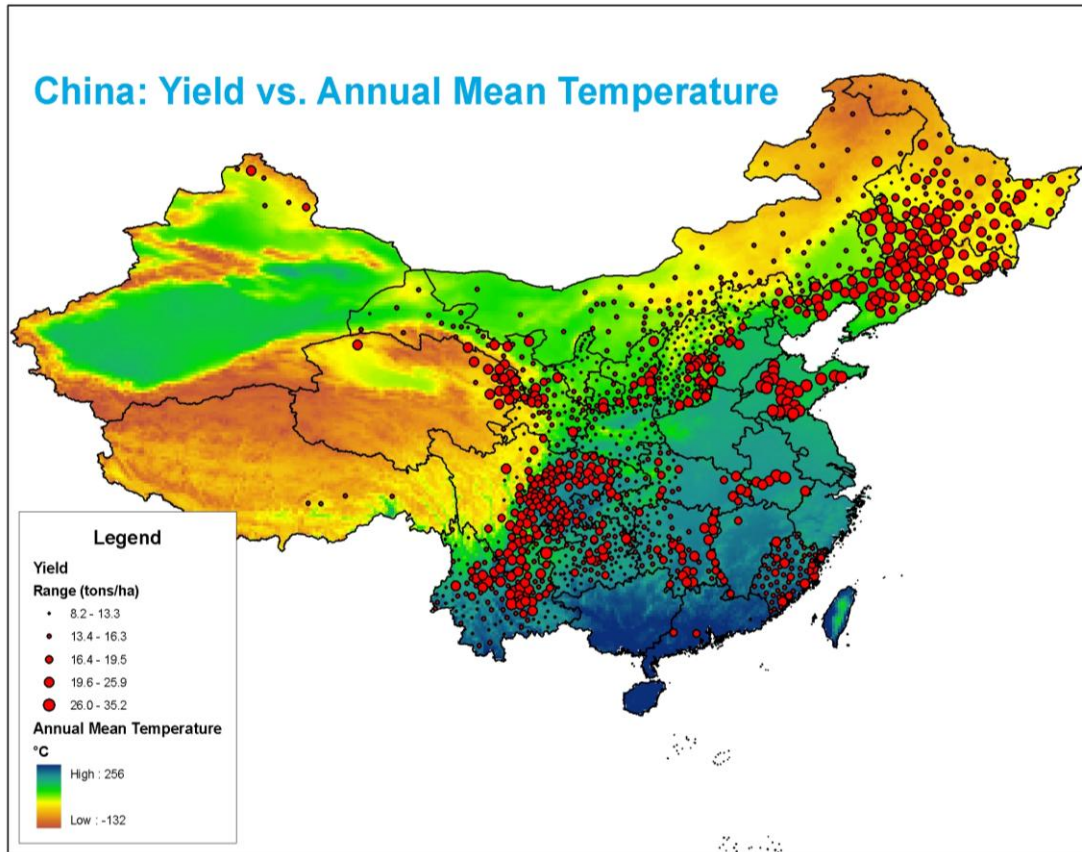 China: Yield vs. Annual Mean Temperature
Legend
Yield
Range (tons/ha)
8.2 - 13.3
13.4 - 16.3
16.4 - 19.5
19.6 - 25.9
26.0 - 35.2
Annual Mean Temperature
°C
High : 256
Low : -132